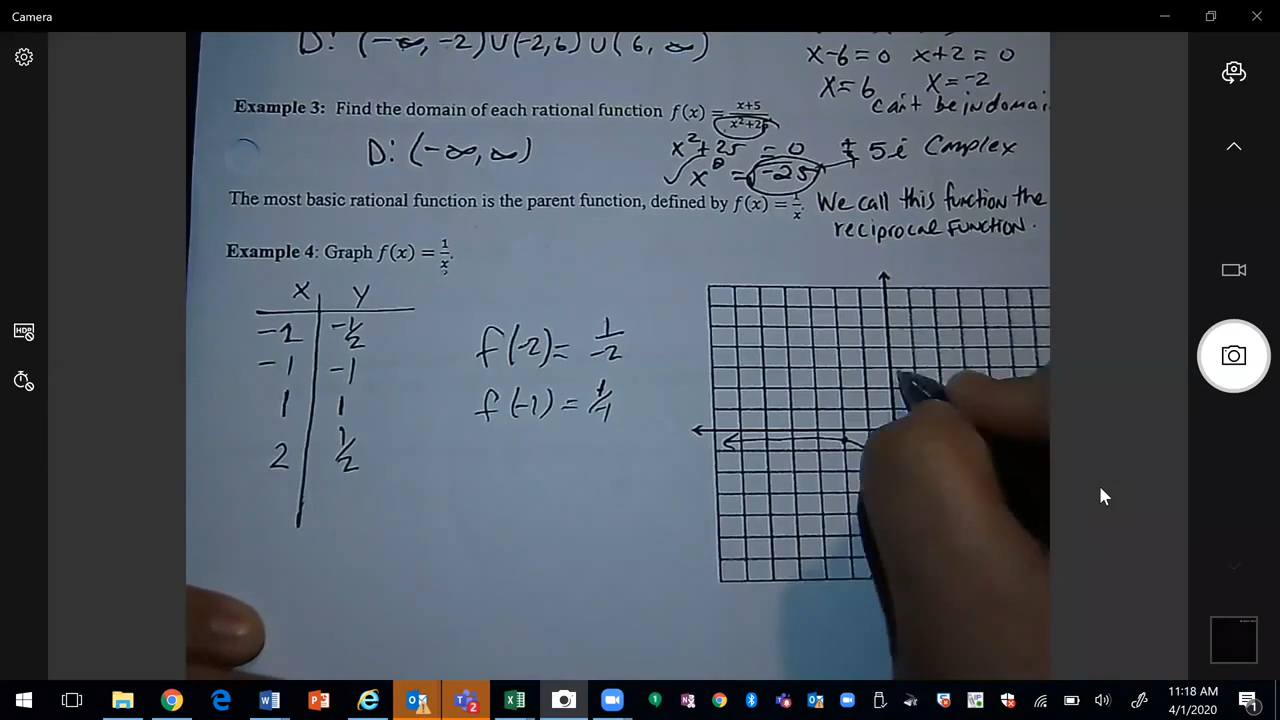 Camera
D: (-∞, -2)∪(-2,6)∪(6, ∞)
x-6=0 x+2=0
x=6 x=-2
can't be in domai
Example 3: Find the domain of each rational function f(x) = x+5 / x²+25
D: (-∞, ∞)
x²+25 = 0 ± 5i Complex
√x² = √-25
The most basic rational function is the parent function, defined by f(x) = 1/x. We call this function the
reciprocal function.
Example 4: Graph f(x) = 1/x.
x y
-2 -1/2
-1 -1
1 1
2 1/2
f(-2) = 1/-2
f(-1) = 1/-1
HDR
11:18 AM
4/1/2020